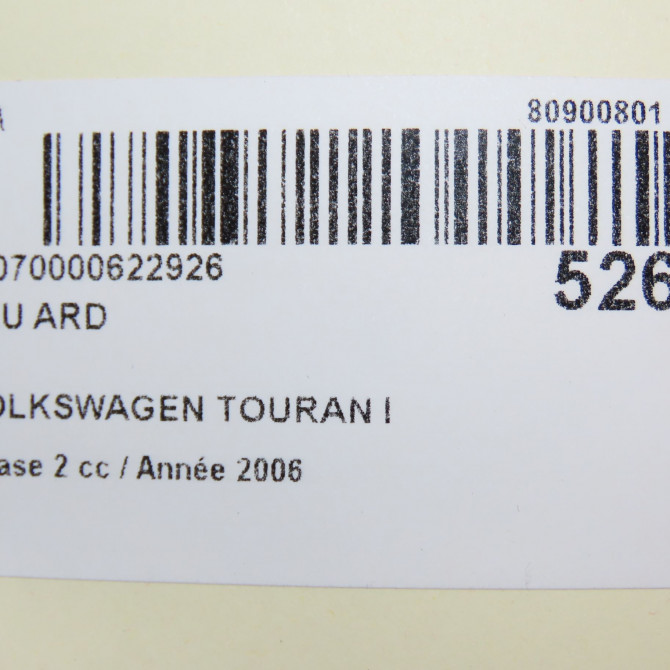 80900801
070000622926
526
U ARD
OLKSWAGEN TOURAN I
ase 2 cc / Année 2006